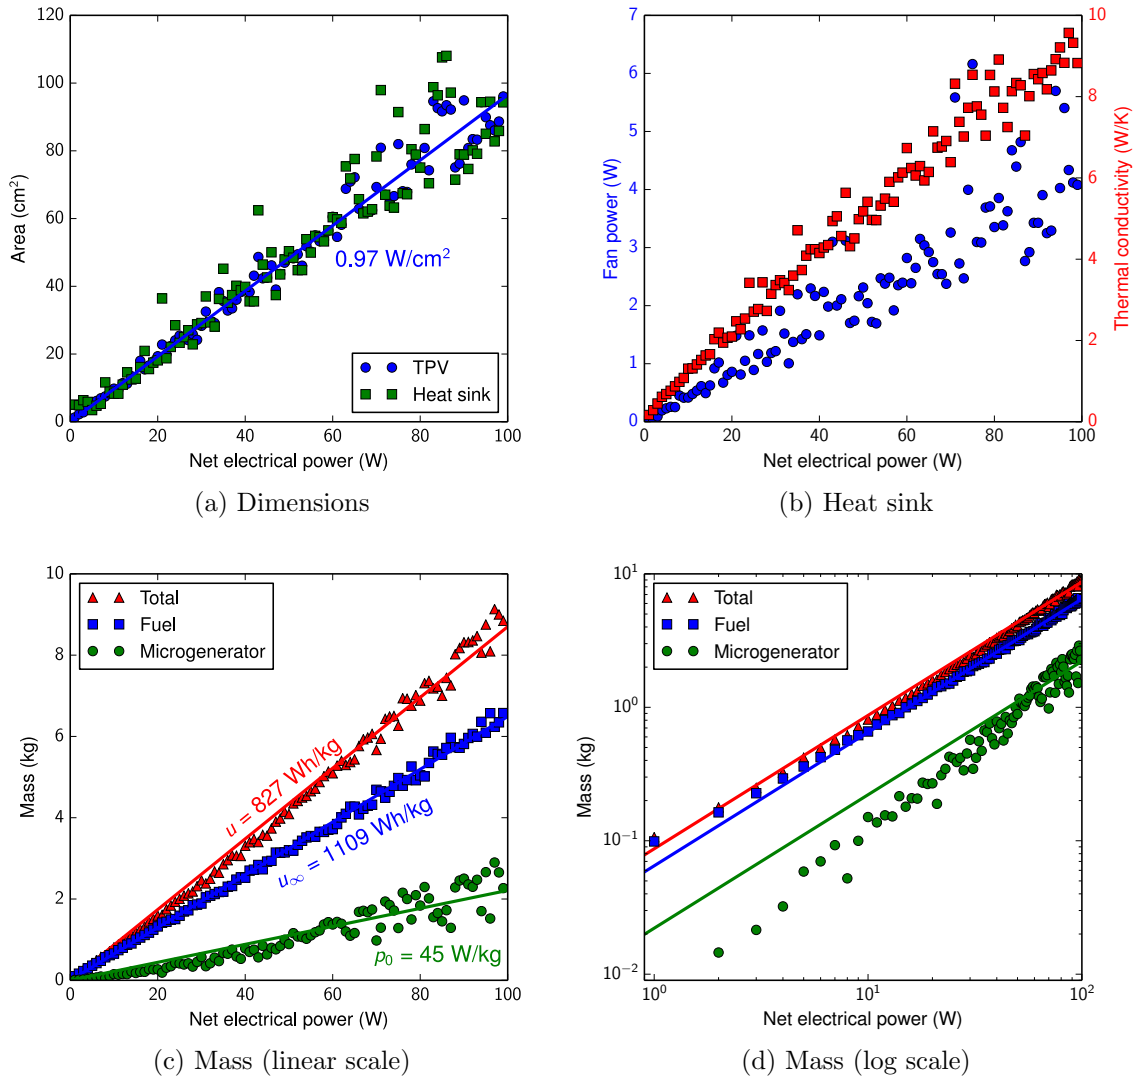 120
100
80
60
40
20
0
Area (cm²)
0.97 W/cm²
TPV
Heat sink
0 20 40 60 80 100
Net electrical power (W)
(a) Dimensions
7
6
5
4
3
2
1
0
Fan power (W)
10
8
6
4
2
0
Thermal conductivity (W/K)
0 20 40 60 80 100
Net electrical power (W)
(b) Heat sink
10
8
6
4
2
0
Mass (kg)
Total
Fuel
Microgenerator
u = 827 Wh/kg
u∞ = 1109 Wh/kg
p₀ = 45 W/kg
0 20 40 60 80 100
Net electrical power (W)
(c) Mass (linear scale)
10¹
10⁰
10⁻¹
10⁻²
Mass (kg)
Total
Fuel
Microgenerator
10⁰ 10¹ 10²
Net electrical power (W)
(d) Mass (log scale)